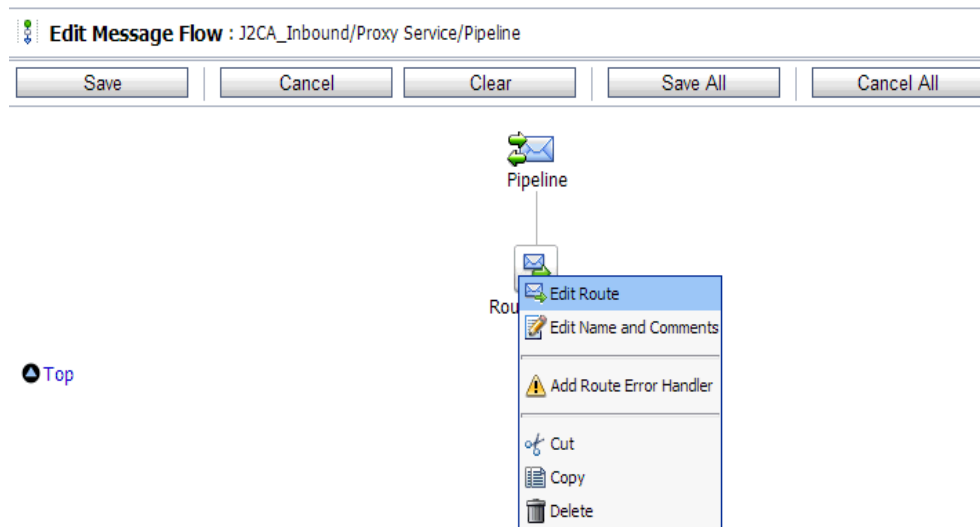 Edit Message Flow : J2CA_Inbound/Proxy Service/Pipeline
Save Cancel Clear Save All Cancel All
Pipeline
Rou
Edit Route
Edit Name and Comments
Top
Add Route Error Handler
Cut
Copy
Delete